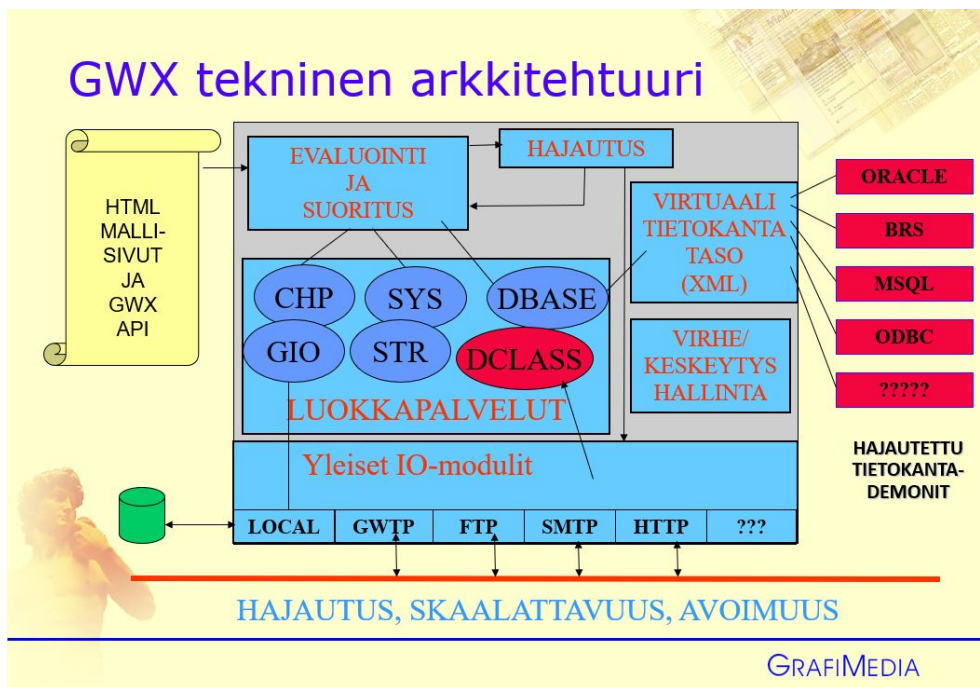 GWX tekninen arkkitehtuuri
HTML
MALLI-
SIVUT
JA
GWX
API
EVALUOINTI
JA
SUORITUS
HAJAUTUS
VIRTUAALI
TIETOKANTA
TASO
(XML)
ORACLE
BRS
MSQL
ODBC
?????
HAJAUTETTU
TIETOKANTA-
DEMONIT
CHP
SYS
DBASE
GIO
STR
DCLASS
LUOKKAPALVELUT
VIRHE/
KESKEYTYS
HALLINTA
Yleiset IO-modulit
LOCAL
GWTP
FTP
SMTP
HTTP
???
HAJAUTUS, SKAALATTAVUUS, AVOIMUUS
GRAFIMEDIA